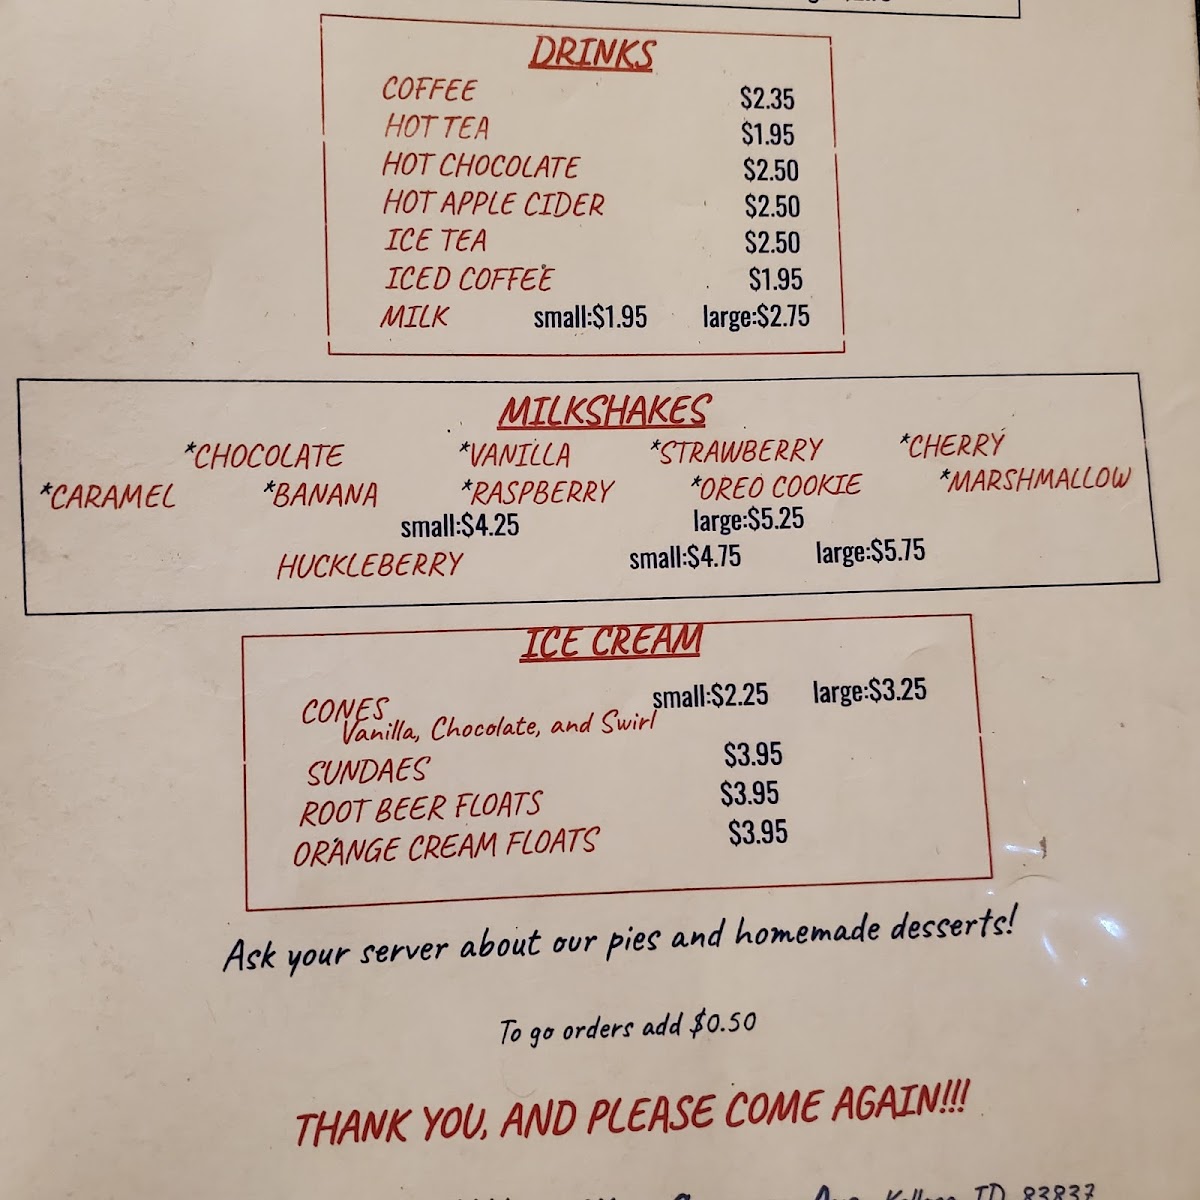 DRINKS
COFFEE $2.35
HOT TEA $1.95
HOT CHOCOLATE $2.50
HOT APPLE CIDER $2.50
ICE TEA $2.50
ICED COFFEE $1.95
MILK small:$1.95 large:$2.75
MILKSHAKES
*CHOCOLATE *VANILLA *STRAWBERRY *CHERRY
*CARAMEL *BANANA *RASPBERRY *OREO COOKIE *MARSHMALLOW
small:$4.25 large:$5.25
HUCKLEBERRY small:$4.75 large:$5.75
ICE CREAM
CONES small:$2.25 large:$3.25
Vanilla, Chocolate, and Swirl
SUNDAES $3.95
ROOT BEER FLOATS $3.95
ORANGE CREAM FLOATS $3.95
Ask your server about our pies and homemade desserts!
To go orders add $0.50
THANK YOU, AND PLEASE COME AGAIN!!!
Ave, Kellogg ID 83837